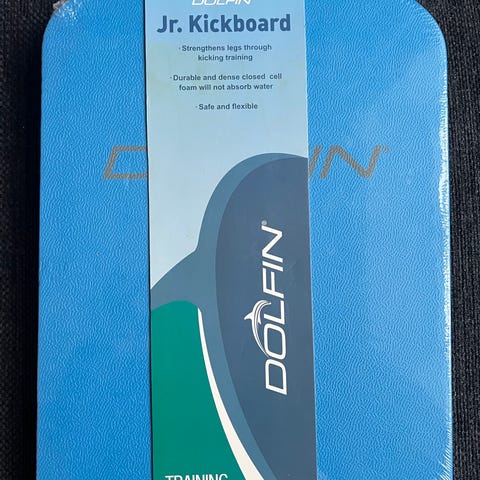 DOLFIN
Jr. Kickboard
· Strengthens legs through
kicking training
· Durable and dense closed cell
foam will not absorb water
· Safe and flexible
DOLFIN®
TRAINING